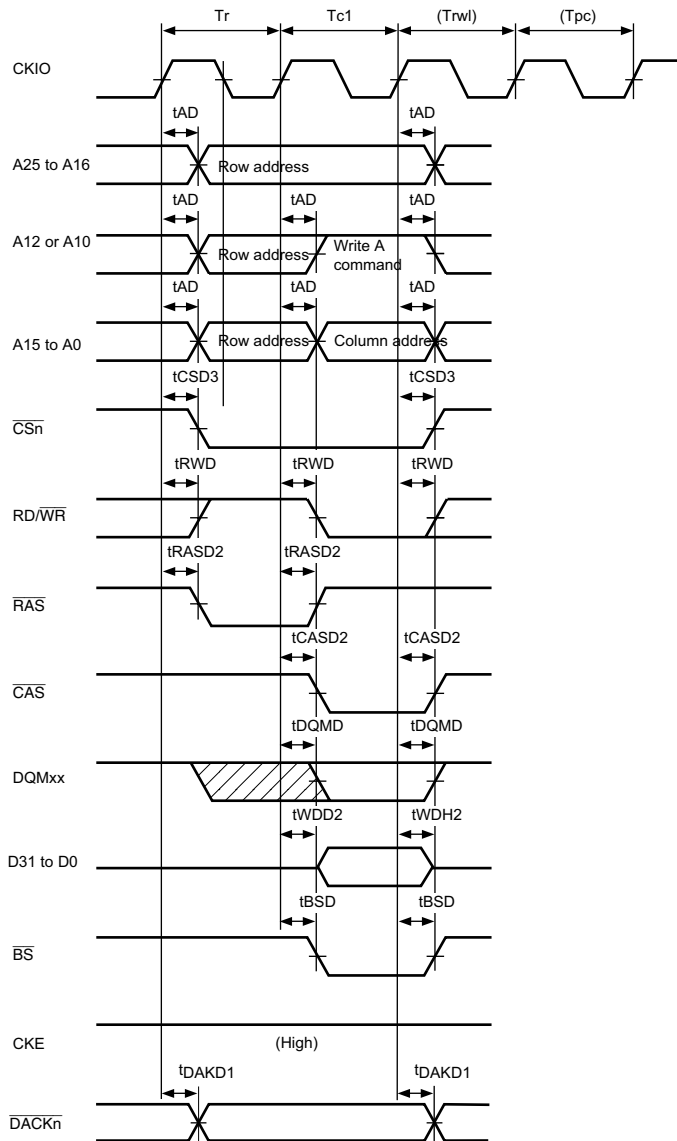 Tr Tc1 (Trwl) (Tpc)
CKIO
tAD tAD
A25 to A16 Row address
tAD tAD tAD
A12 or A10 Row address Write A command
tAD tAD tAD
A15 to A0 Row address Column address
tCSD3 tCSD3
CSn
tRWD tRWD tRWD
RD/WR
tRASD2 tRASD2
RAS
tCASD2 tCASD2
CAS
tDQMD tDQMD
DQMxx
tWDD2 tWDH2
D31 to D0
tBSD tBSD
BS
CKE (High)
tDAKD1 tDAKD1
DACKn